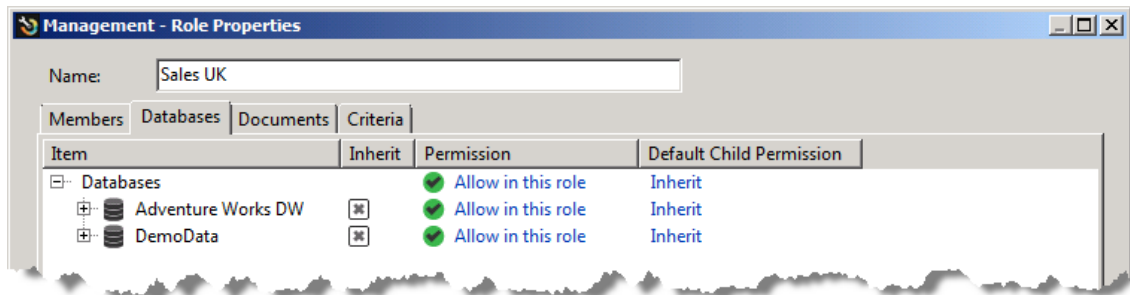 Management - Role Properties
Name: Sales UK
Members Databases Documents Criteria
Item Inherit Permission Default Child Permission
Databases Allow in this role Inherit
Adventure Works DW Allow in this role Inherit
DemoData Allow in this role Inherit